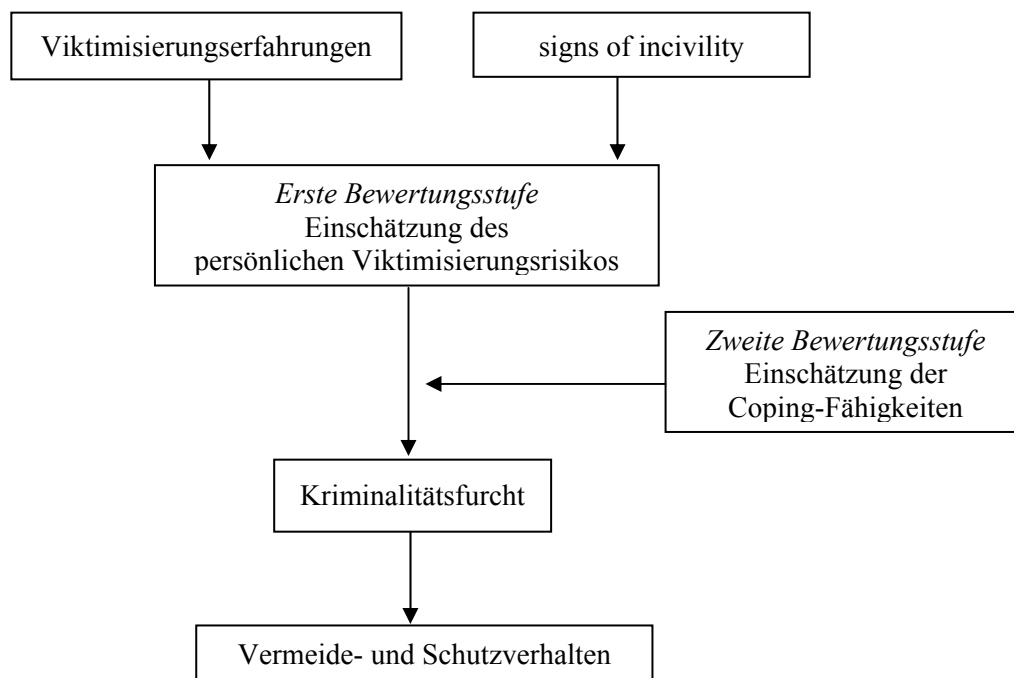 Viktimisierungserfahrungen
signs of incivility
Erste Bewertungsstufe
Einschätzung des
persönlichen Viktimisierungsrisikos
Zweite Bewertungsstufe
Einschätzung der
Coping-Fähigkeiten
Kriminalitätsfurcht
Vermeide- und Schutzverhalten